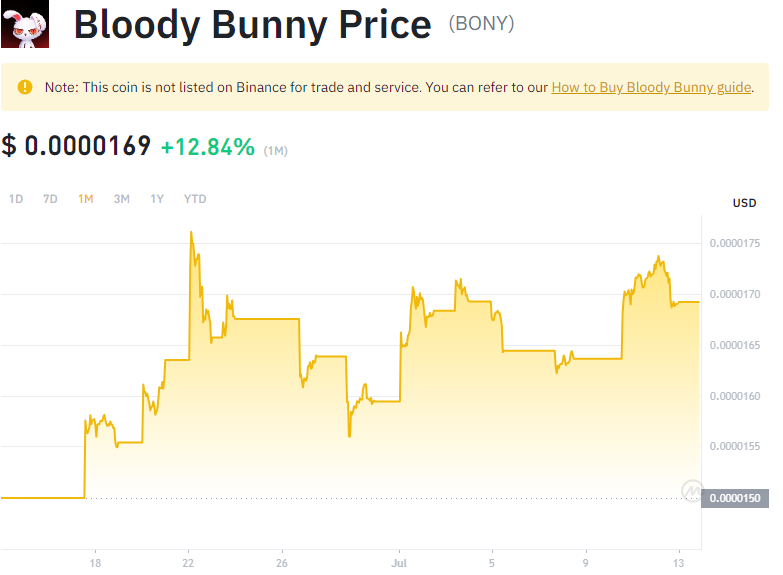 Bloody Bunny Price (BONY)
Note: This coin is not listed on Binance for trade and service. You can refer to our How to Buy Bloody Bunny guide.
$ 0.0000169 +12.84% (1M)
1D 7D 1M 3M 1Y YTD
USD
0.0000175
0.0000170
0.0000165
0.0000160
0.0000155
0.0000150
18 22 26 Jul 5 9 13